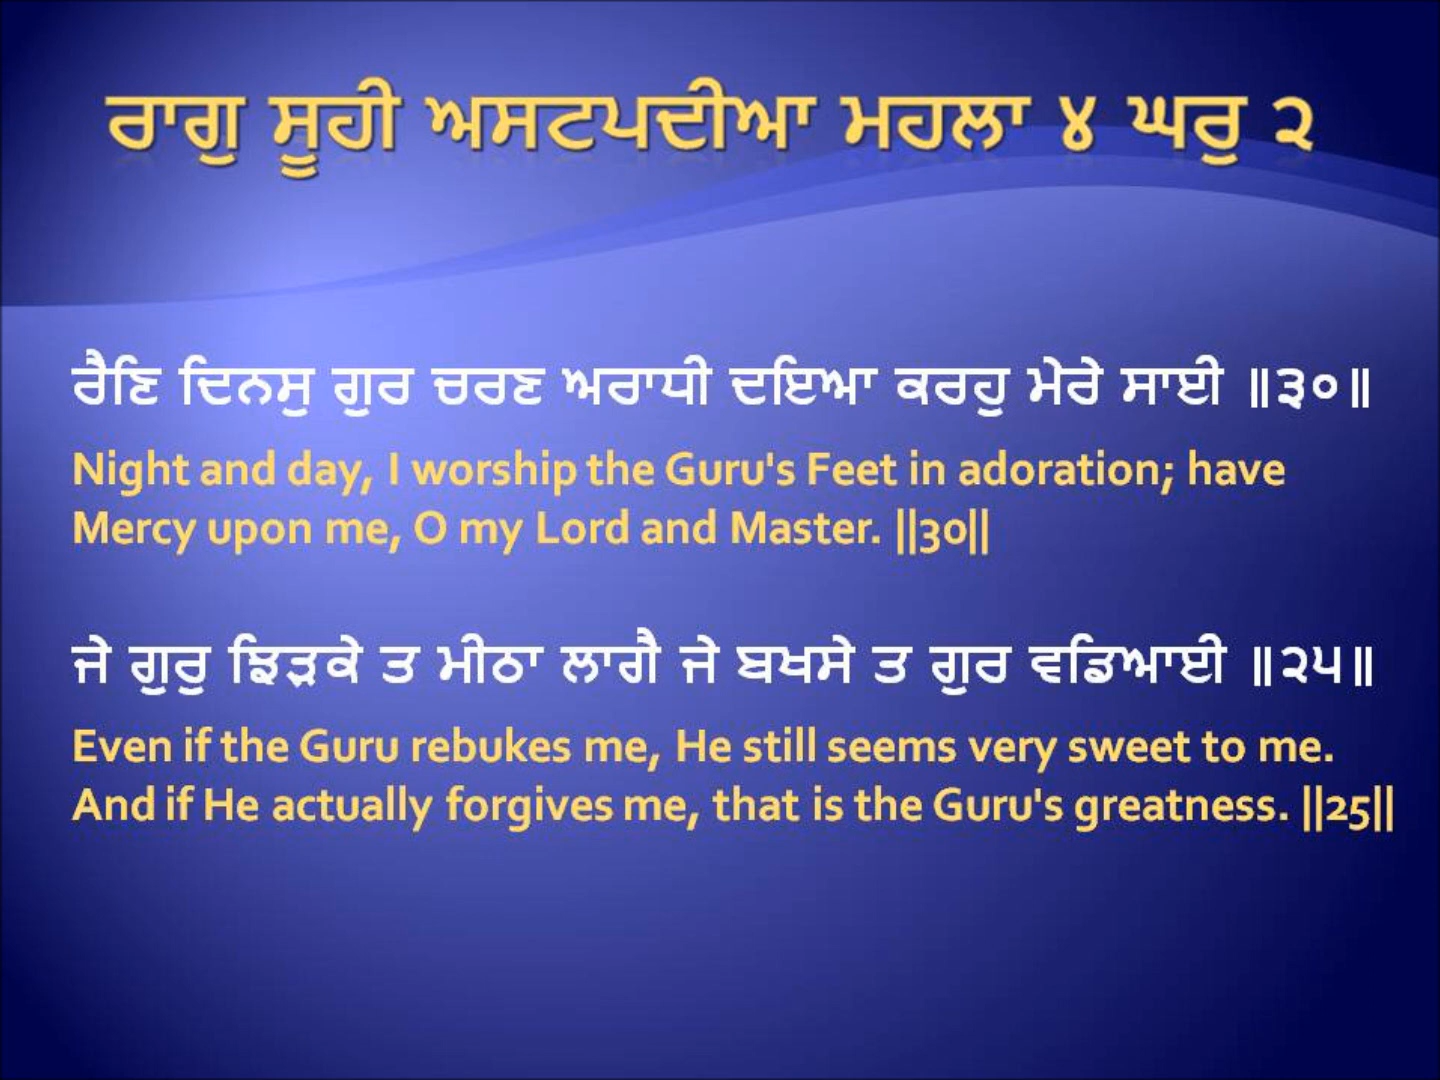 ਰਾਗੁ ਸੂਹੀ ਅਸਟਪਦੀਆ ਮਹਲਾ ੪ ਘਰੁ ੨
ਰੈਣਿ ਦਿਨਸੁ ਗੁਰ ਚਰਣ ਅਰਾਧੀ ਦਇਆ ਕਰਹੁ ਮੇਰੇ ਸਾਈ ॥੩੦॥
Night and day, I worship the Guru's Feet in adoration; have
Mercy upon me, O my Lord and Master. ||30||
ਜੇ ਗੁਰੁ ਝਿੜਕੇ ਤ ਮੀਠਾ ਲਾਗੈ ਜੇ ਬਖਸੇ ਤ ਗੁਰ ਵਡਿਆਈ ॥੨੫॥
Even if the Guru rebukes me, He still seems very sweet to me.
And if He actually forgives me, that is the Guru's greatness. ||25||